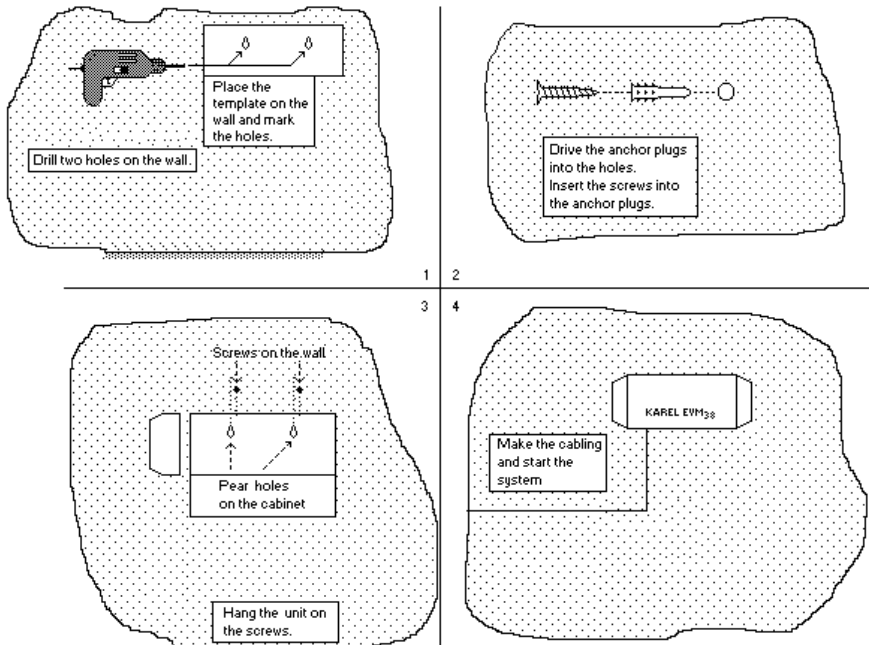 Place the
template on the
wall and mark
the holes.
Drill two holes on the wall.
1
2
Drive the anchor plugs
into the holes.
Insert the screws into
the anchor plugs.
3
Screws on the wall
Pear holes
on the cabinet
Hang the unit on
the screws.
4
KAREL EVM38
Make the cabling
and start the
system